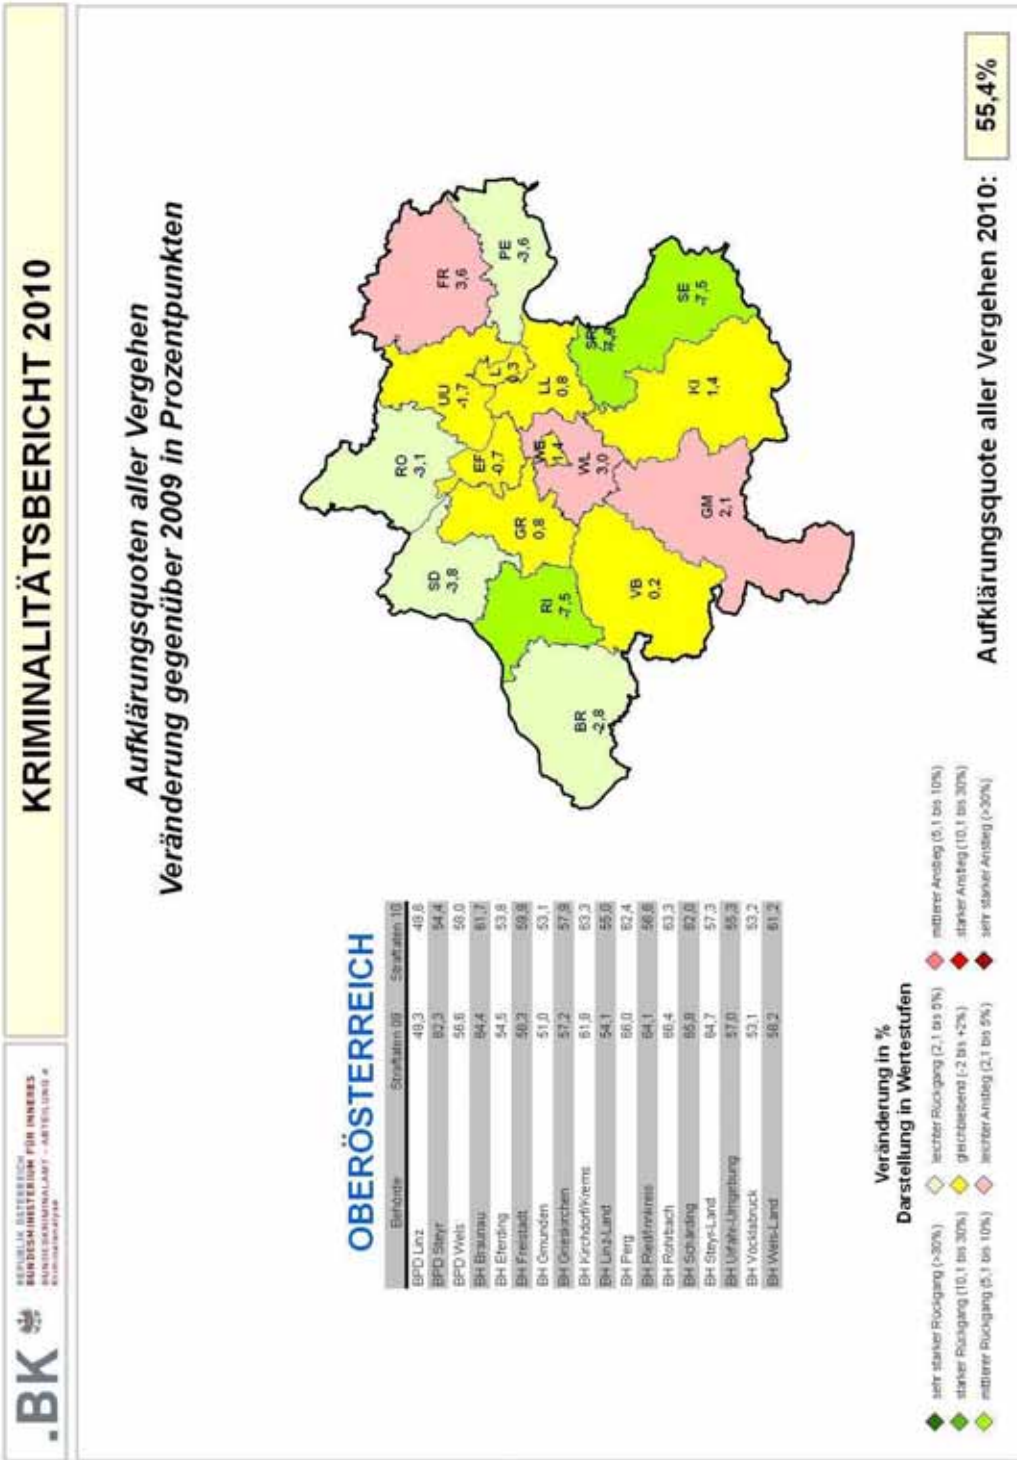 .BK
REPUBLIK ÖSTERREICH
BUNDESMINISTERIUM FÜR INNERES
BUNDESKRIMINALAMT - ABTEILUNG 4
Kriminalanalyse
KRIMINALITÄTSBERICHT 2010
Aufklärungsquoten aller Vergehen
Veränderung gegenüber 2009 in Prozentpunkten
OBERÖSTERREICH
Behörde Straftaten 09 Straftaten 10
BPD Linz 49,3 49,6
BPD Steyr 62,3 54,4
BPD Wels 56,6 58,0
BH Braunau 64,4 61,7
BH Eferding 54,5 53,8
BH Freistadt 59,8
BH Gmunden 51,0 53,1
BH Grieskirchen 57,2 57,9
BH Kirchdorf/Krems 61,9 63,3
BH Linz-Land 54,1 55,0
BH Perg 66,0 62,4
BH Ried/Innkreis 64,1 56,6
BH Rohrbach 66,4 63,3
BH Schärding 65,8 62,0
BH Steyr-Land 64,7 57,3
BH Urfahr-Umgebung 57,0 55,3
BH Vöcklabruck 53,1 53,2
BH Wels-Land 58,2 61,2
RO
-3,1
SD
-3,8
FR
3,6
PE
-3,6
UU
-1,7
L
0,3
EF
-0,7
GR
0,8
LL
0,8
WE
1,4
WL
3,0
RI
-7,5
BR
-2,8
VB
0,2
GM
2,1
KI
1,4
SE
-7,5
Veränderung in %
Darstellung in Wertestufen
sehr starker Rückgang (>30%)
starker Rückgang (10,1 bis 30%)
mittlerer Rückgang (5,1 bis 10%)
leichter Rückgang (2,1 bis 5%)
gleichbleibend (-2 bis +2%)
leichter Anstieg (2,1 bis 5%)
mittlerer Anstieg (5,1 bis 10%)
starker Anstieg (10,1 bis 30%)
sehr starker Anstieg (>30%)
Aufklärungsquote aller Vergehen 2010: 55,4%